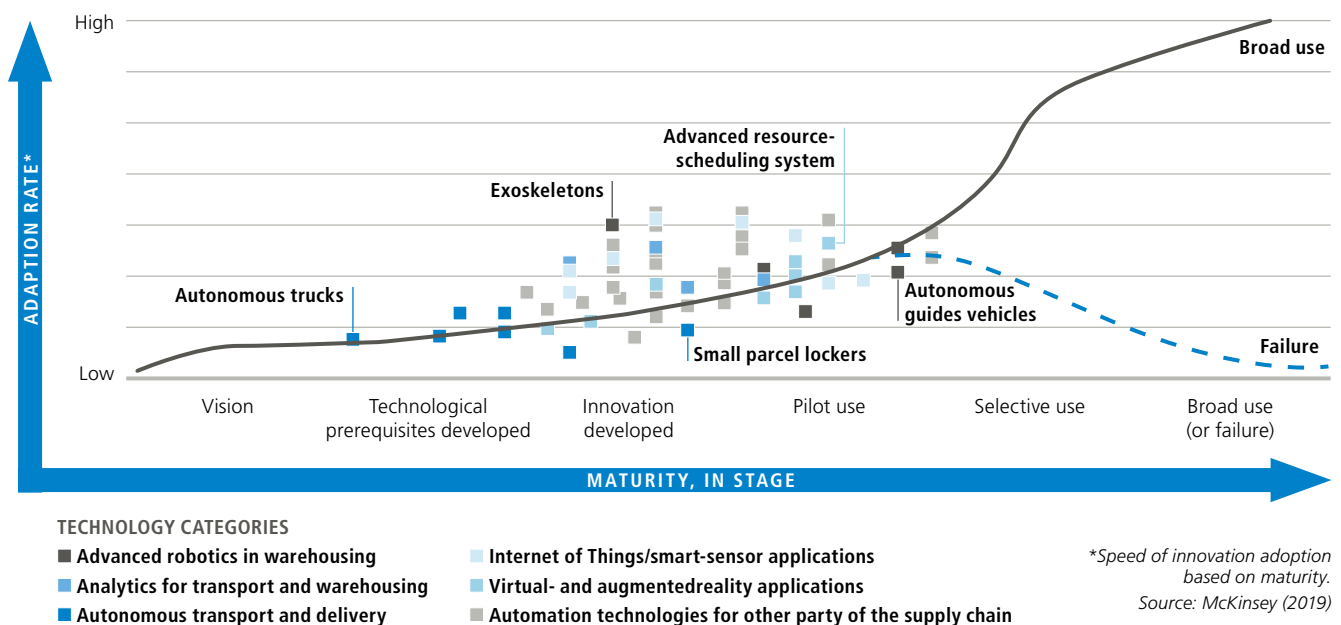 High
Broad use
Advanced resource-
scheduling system
Exoskeletons
ADAPTION RATE*
Autonomous trucks
Autonomous
guides vehicles
Small parcel lockers
Failure
Low
Vision
Technological
prerequisites developed
Innovation
developed
Pilot use
Selective use
Broad use
(or failure)
MATURITY, IN STAGE
TECHNOLOGY CATEGORIES
Advanced robotics in warehousing
Analytics for transport and warehousing
Autonomous transport and delivery
Internet of Things/smart-sensor applications
Virtual- and augmentedreality applications
Automation technologies for other party of the supply chain
*Speed of innovation adoption
based on maturity.
Source: McKinsey (2019)